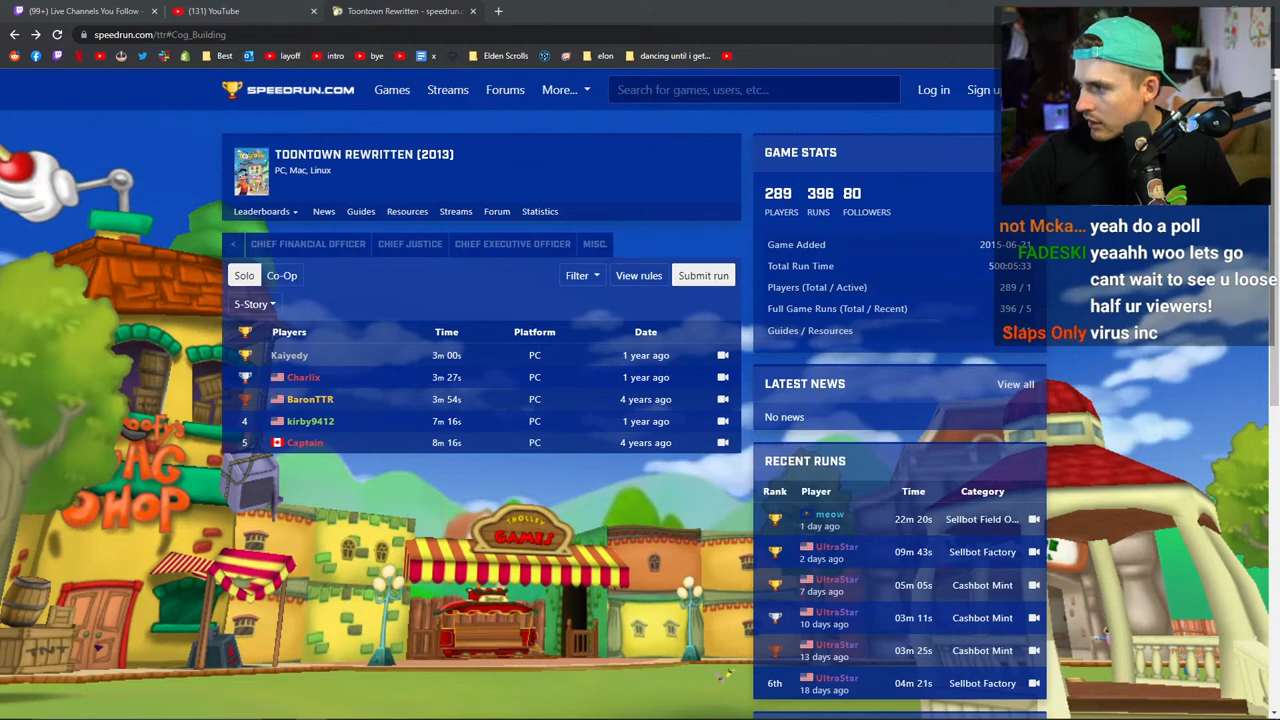 (99+) Live Channels You Follow -
(131) YouTube
Toontown Rewritten - speedrun.
speedrun.com/ttr#Cog_Building
Best
layoff
intro
bye
x
Elden Scrolls
elon
dancing until i get...
SPEEDRUN.COM
Games
Streams
Forums
More...
Search for games, users, etc...
Log in
Sign u
TOONTOWN REWRITTEN (2013)
PC, Mac, Linux
Leaderboards
News
Guides
Resources
Streams
Forum
Statistics
<
CHIEF FINANCIAL OFFICER
CHIEF JUSTICE
CHIEF EXECUTIVE OFFICER
MISC.
Solo
Co-Op
Filter
View rules
Submit run
5-Story
Players Time Platform Date
Kaiyedy 3m 00s PC 1 year ago
Charlix 3m 27s PC 1 year ago
BaronTTR 3m 54s PC 4 years ago
4 kirby9412 7m 16s PC 1 year ago
5 Captain 8m 16s PC 4 years ago
GAME STATS
289 396 80
PLAYERS RUNS FOLLOWERS
Game Added 2015-06-21
Total Run Time 500:05:33
Players (Total / Active) 289 / 1
Full Game Runs (Total / Recent) 396 / 5
Guides / Resources
LATEST NEWS View all
No news
RECENT RUNS
Rank Player Time Category
meow 22m 20s Sellbot Field O...
1 day ago
UltraStar 09m 43s Sellbot Factory
2 days ago
UltraStar 05m 05s Cashbot Mint
7 days ago
UltraStar 03m 11s Cashbot Mint
10 days ago
UltraStar 03m 25s Cashbot Mint
13 days ago
6th UltraStar 04m 21s Sellbot Factory
18 days ago
not Mcka... yeah do a poll
FADESKI yeaahh woo lets go
cant wait to see u loose
half ur viewers!
Slaps Only virus inc
TROLLEY
GAMES
TNT
SHOP